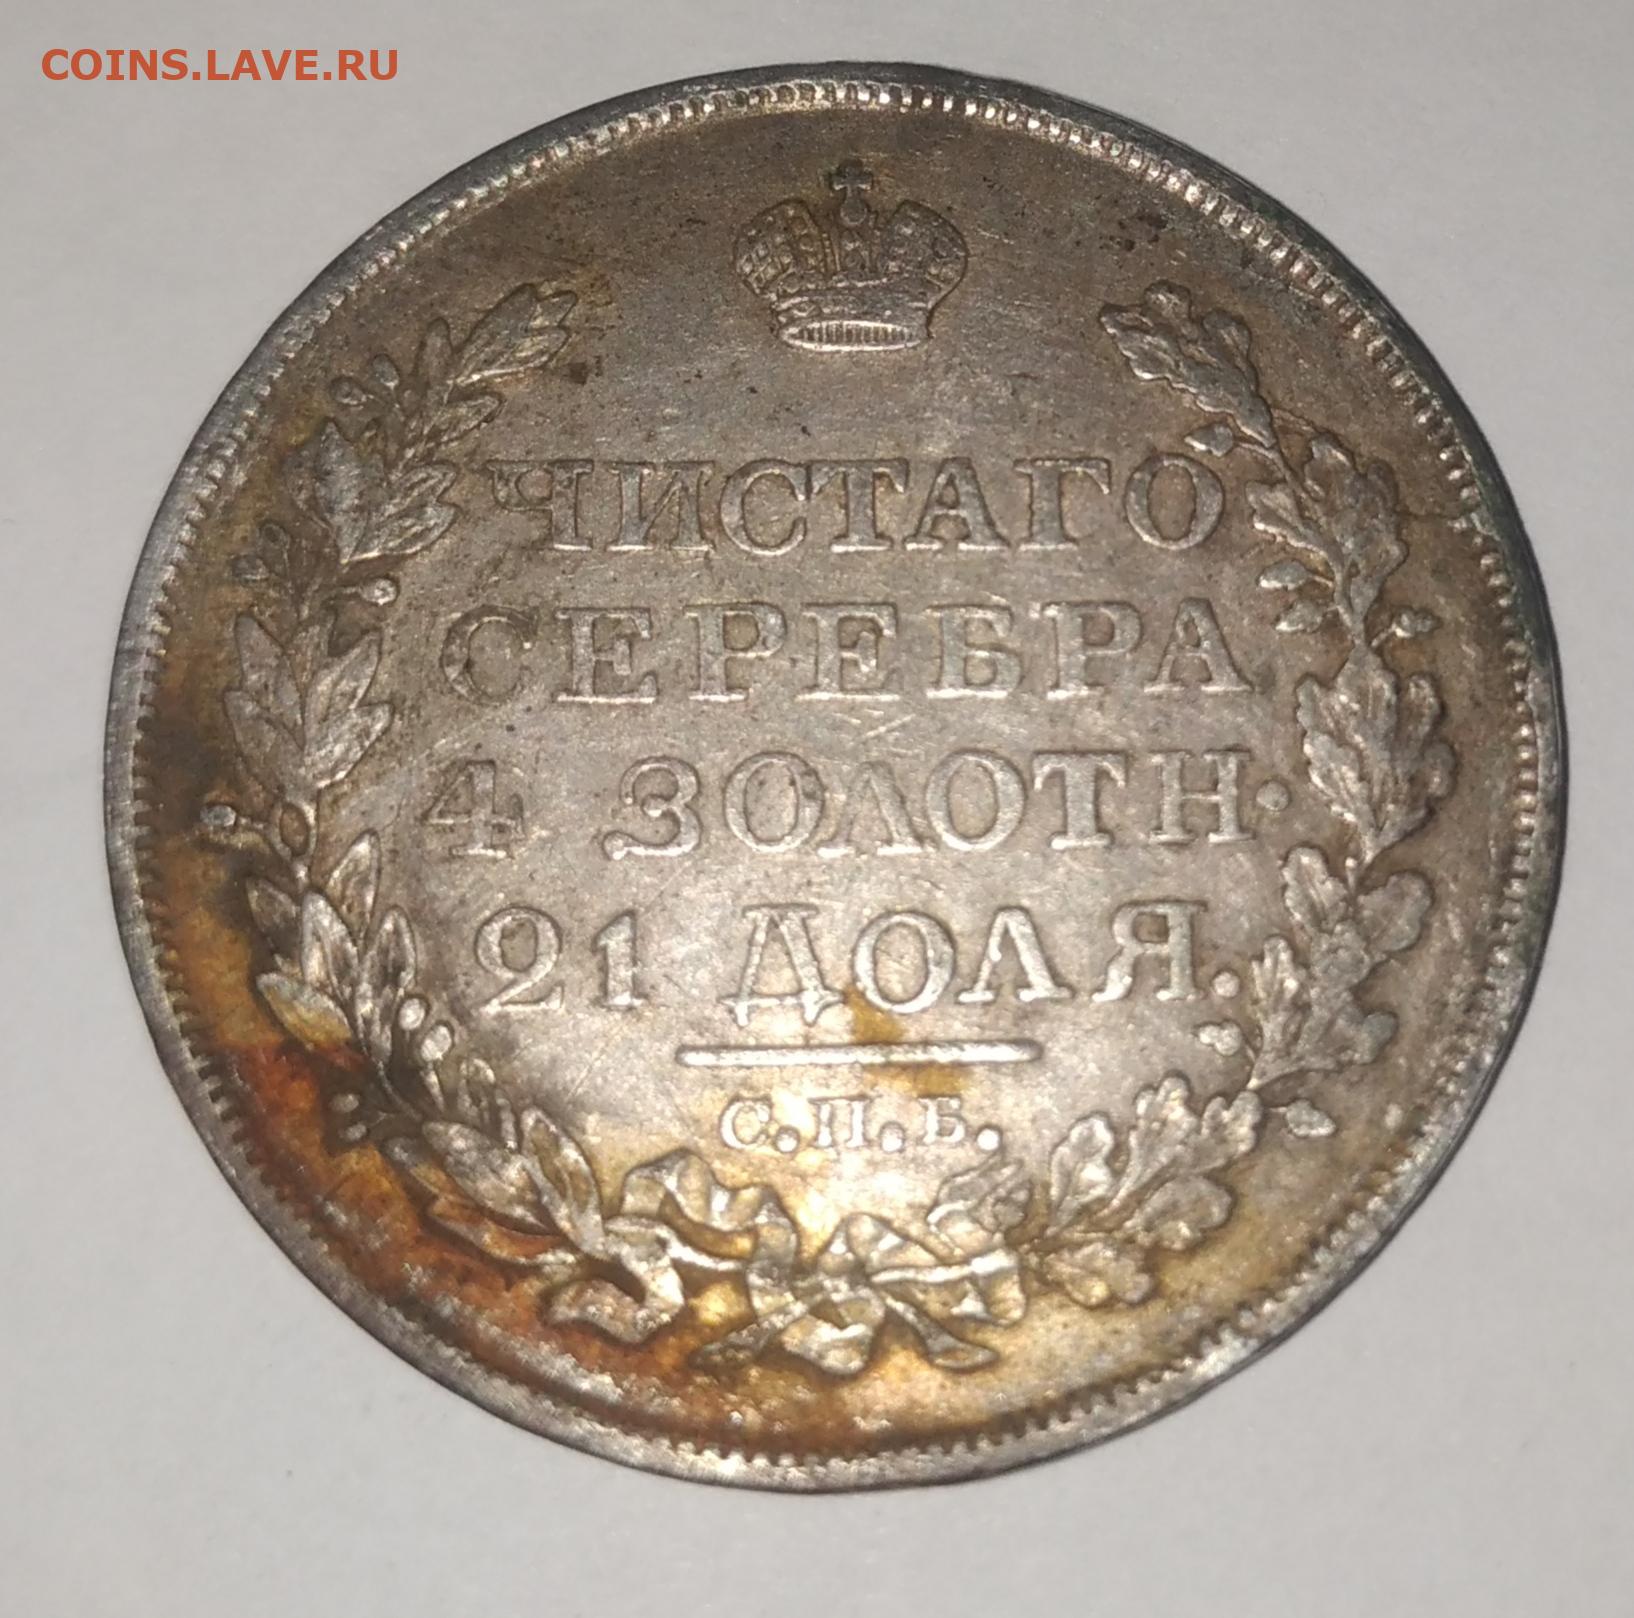 COINS.LAVE.RU
ЧИСТАГО
СЕРЕБРА
4 ЗОЛОТН·
21 ДОЛЯ.
С.П.Б.